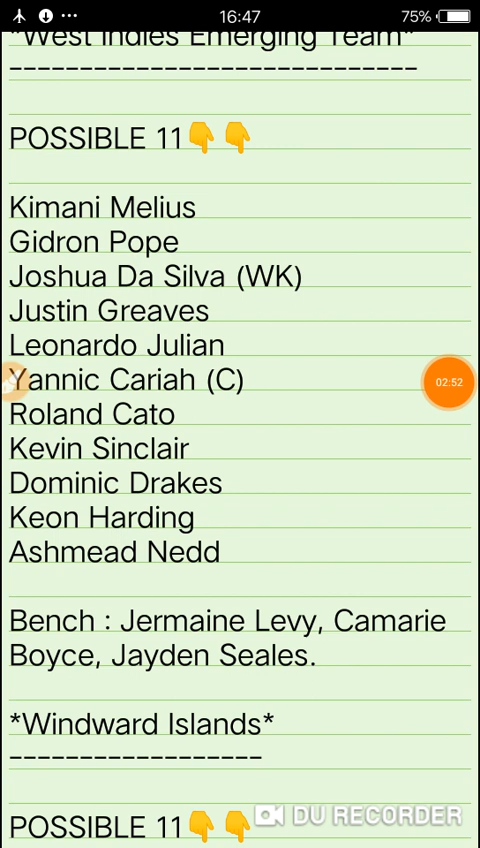 16:47
75%
*West Indies Emerging Team*
-----------------------------
POSSIBLE 11👇👇
Kimani Melius
Gidron Pope
Joshua Da Silva (WK)
Justin Greaves
Leonardo Julian
Yannic Cariah (C)
02:52
Roland Cato
Kevin Sinclair
Dominic Drakes
Keon Harding
Ashmead Nedd
Bench : Jermaine Levy, Camarie
Boyce, Jayden Seales.
*Windward Islands*
------------------
POSSIBLE 11👇👇
DU RECORDER